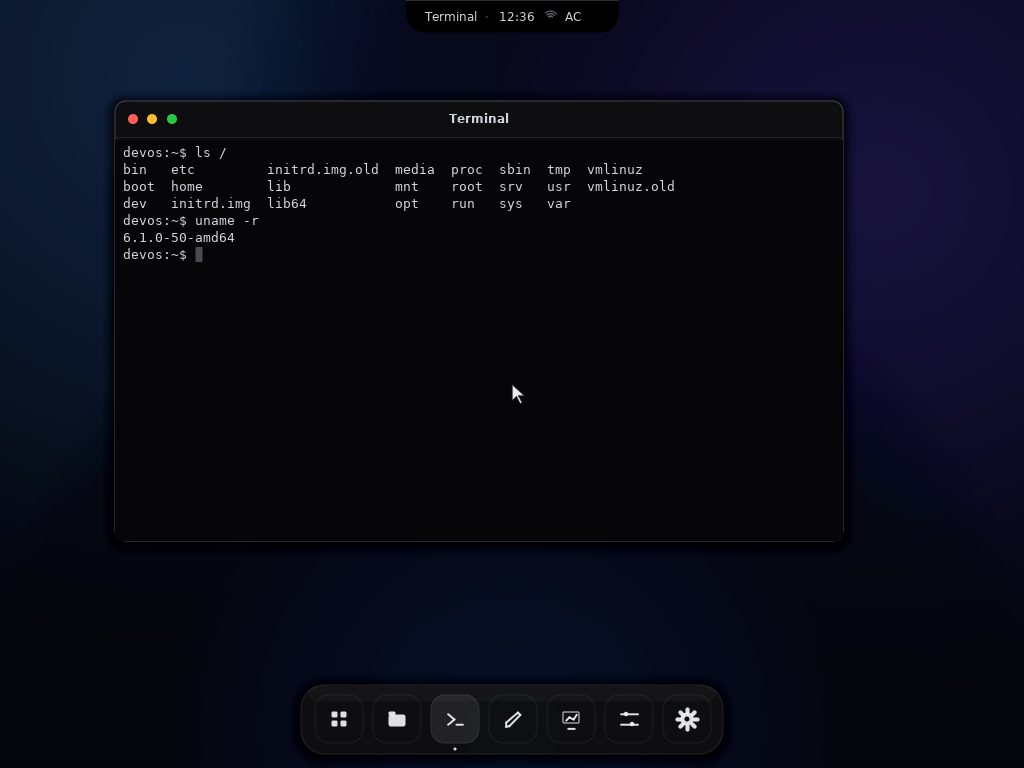 Terminal · 12:36 AC
Terminal
devos:~$ ls /
bin   etc         initrd.img.old  media  proc  sbin  tmp  vmlinuz
boot  home        lib             mnt    root  srv   usr  vmlinuz.old
dev   initrd.img  lib64           opt    run   sys   var
devos:~$ uname -r
6.1.0-50-amd64
devos:~$